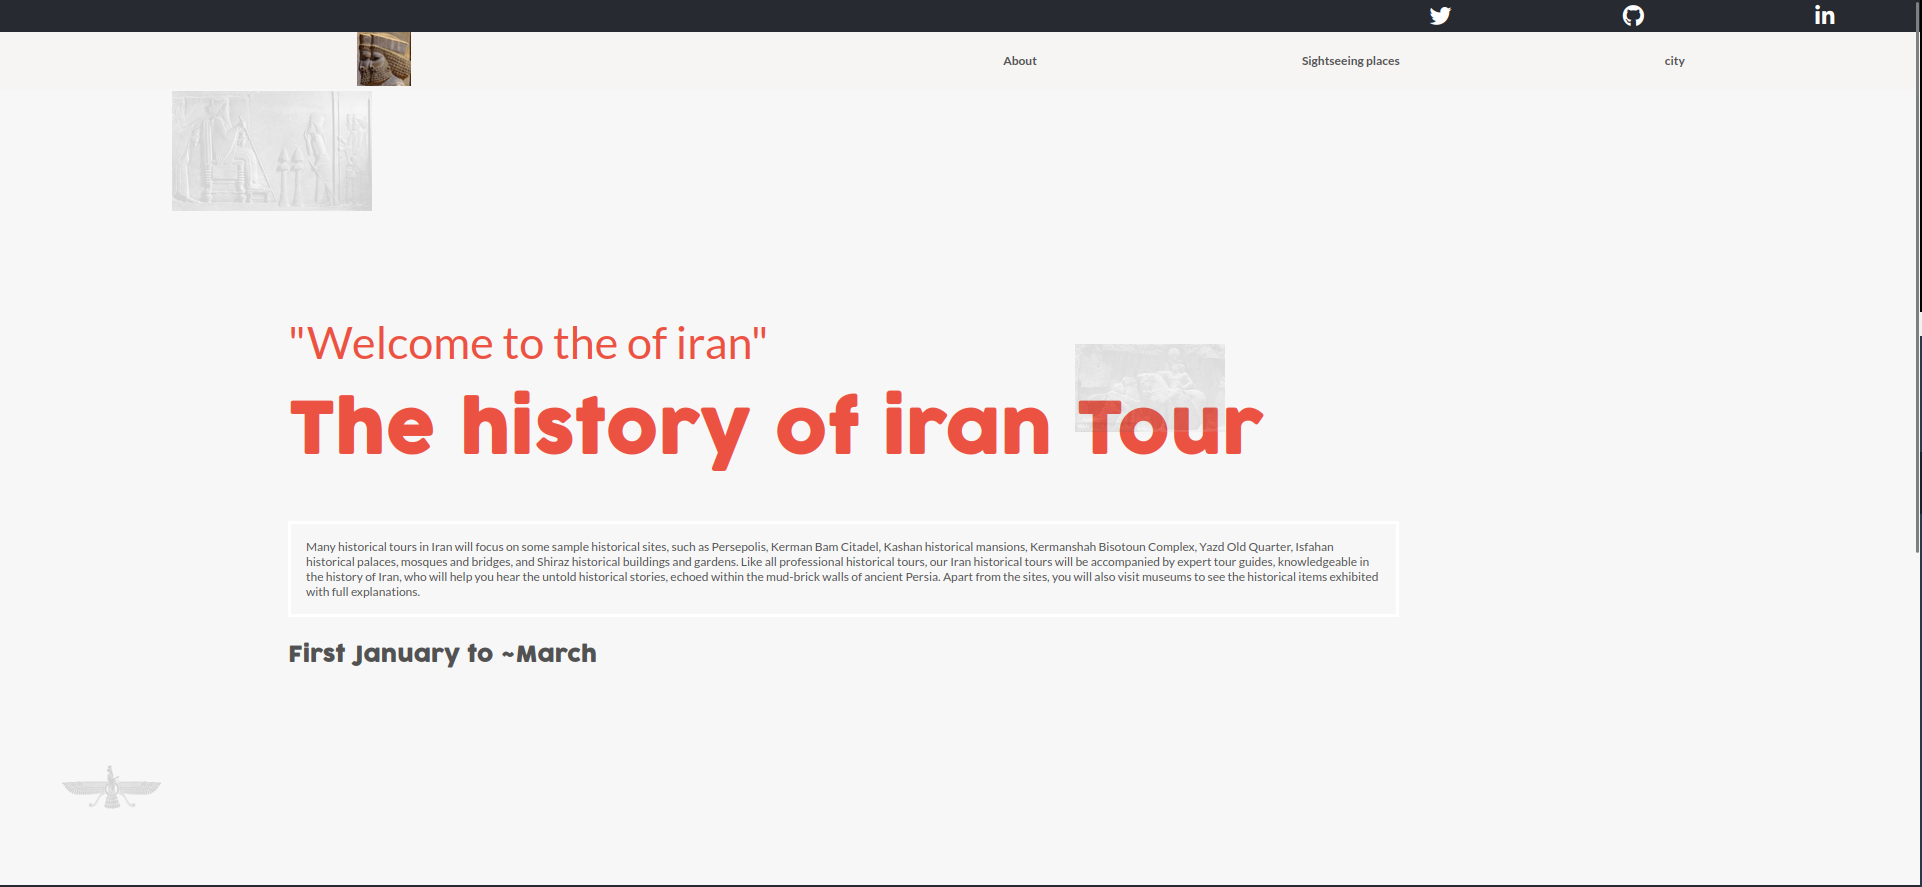 About
Sightseeing places
city
"Welcome to the of iran"
The history of iran Tour
Many historical tours in Iran will focus on some sample historical sites, such as Persepolis, Kerman Bam Citadel, Kashan historical mansions, Kermanshah Bisotoun Complex, Yazd Old Quarter, Isfahan
historical palaces, mosques and bridges, and Shiraz historical buildings and gardens. Like all professional historical tours, our Iran historical tours will be accompanied by expert tour guides, knowledgeable in
the history of Iran, who will help you hear the untold historical stories, echoed within the mud-brick walls of ancient Persia. Apart from the sites, you will also visit museums to see the historical items exhibited
with full explanations.
First January to ~March